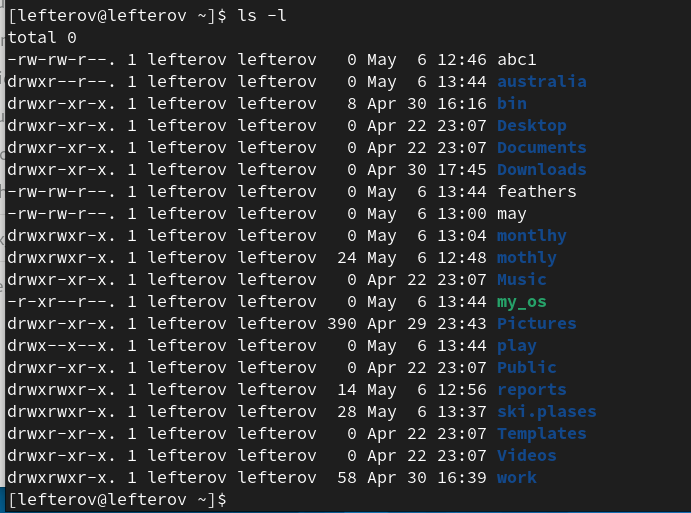 [lefterov@lefterov ~]$ ls -l
total 0
-rw-rw-r--. 1 lefterov lefterov   0 May  6 12:46 abc1
drwxr--r--. 1 lefterov lefterov   0 May  6 13:44 australia
drwxr-xr-x. 1 lefterov lefterov   8 Apr 30 16:16 bin
drwxr-xr-x. 1 lefterov lefterov   0 Apr 22 23:07 Desktop
drwxr-xr-x. 1 lefterov lefterov   0 Apr 22 23:07 Documents
drwxr-xr-x. 1 lefterov lefterov   0 Apr 30 17:45 Downloads
-rw-rw-r--. 1 lefterov lefterov   0 May  6 13:44 feathers
-rw-rw-r--. 1 lefterov lefterov   0 May  6 13:00 may
drwxrwxr-x. 1 lefterov lefterov   0 May  6 13:04 montlhy
drwxrwxr-x. 1 lefterov lefterov  24 May  6 12:48 mothly
drwxr-xr-x. 1 lefterov lefterov   0 Apr 22 23:07 Music
-r-xr--r--. 1 lefterov lefterov   0 May  6 13:44 my_os
drwxr-xr-x. 1 lefterov lefterov 390 Apr 29 23:43 Pictures
drwx--x--x. 1 lefterov lefterov   0 May  6 13:44 play
drwxr-xr-x. 1 lefterov lefterov   0 Apr 22 23:07 Public
drwxrwxr-x. 1 lefterov lefterov  14 May  6 12:56 reports
drwxrwxr-x. 1 lefterov lefterov  28 May  6 13:37 ski.plases
drwxr-xr-x. 1 lefterov lefterov   0 Apr 22 23:07 Templates
drwxr-xr-x. 1 lefterov lefterov   0 Apr 22 23:07 Videos
drwxrwxr-x. 1 lefterov lefterov  58 Apr 30 16:39 work
[lefterov@lefterov ~]$